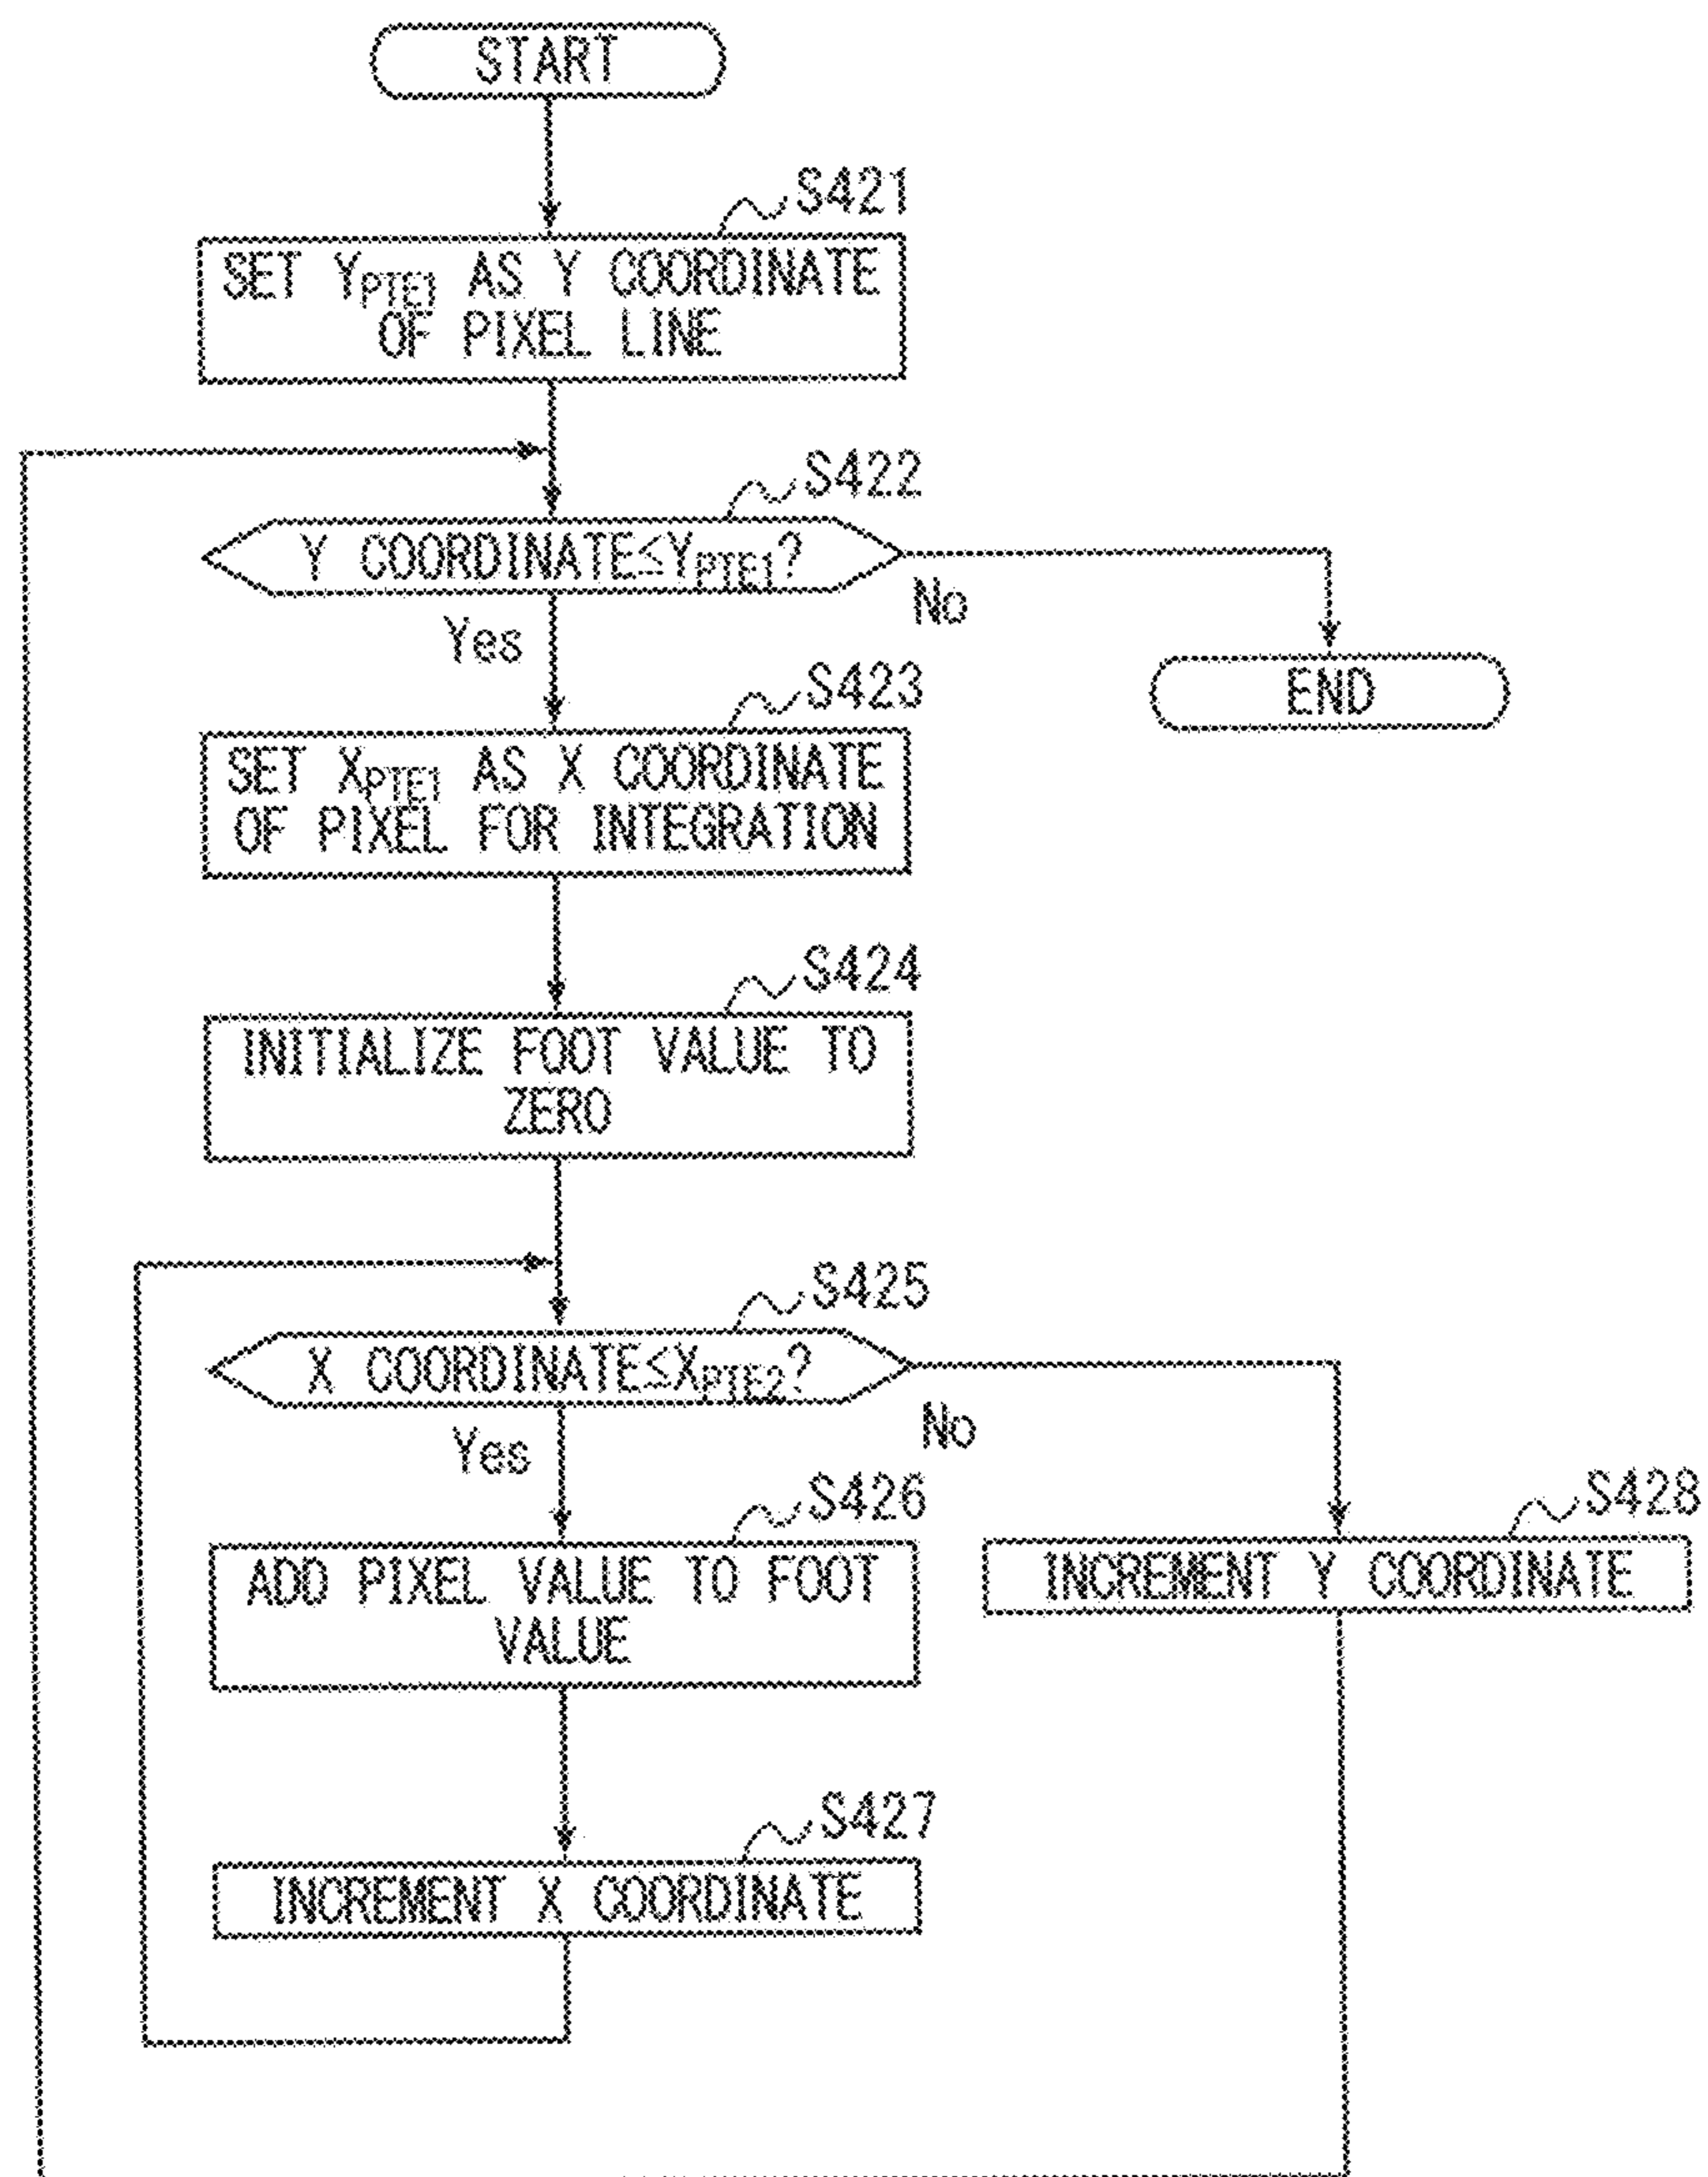 START
S421
SET YPTE1 AS Y COORDINATE
OF PIXEL LINE
S422
Y COORDINATE≤YPTE1?
No
Yes
END
S423
SET XPTE1 AS X COORDINATE
OF PIXEL FOR INTEGRATION
S424
INITIALIZE FOOT VALUE TO
ZERO
S425
X COORDINATE≤XPTE2?
No
Yes
S426
S428
ADD PIXEL VALUE TO FOOT
VALUE
INCREMENT Y COORDINATE
S427
INCREMENT X COORDINATE